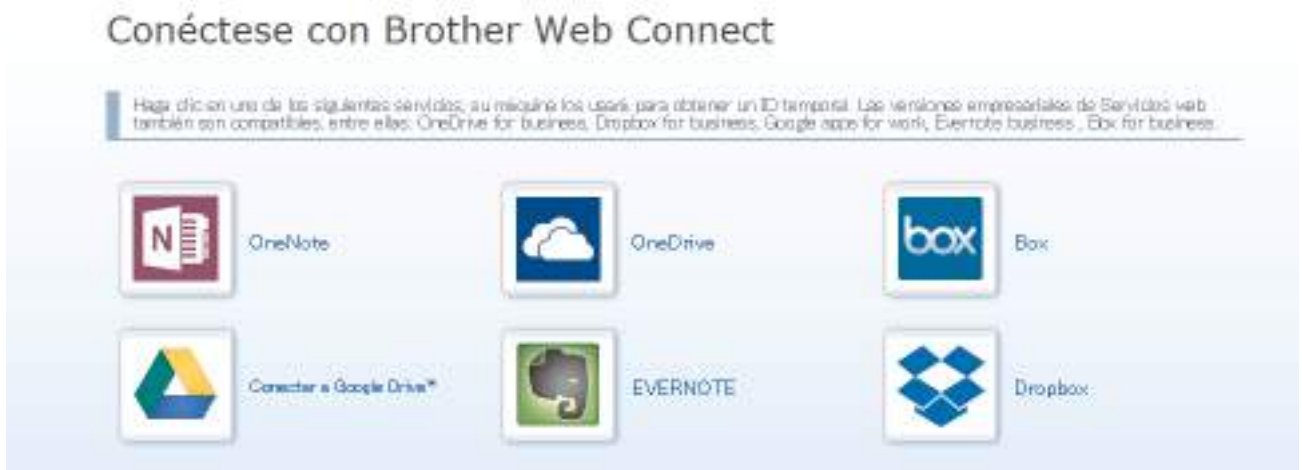 Conéctese con Brother Web Connect
Haga clic en uno de los siguientes servicios, su máquina los usará para obtener un ID temporal. Las versiones empresariales de Servicios web
también son compatibles, entre ellas: OneDrive for business, Dropbox for business, Google apps for work, Evernote business , Box for business
N OneNote
OneDrive
box Box
Conectar a Google Drive™
EVERNOTE
Dropbox